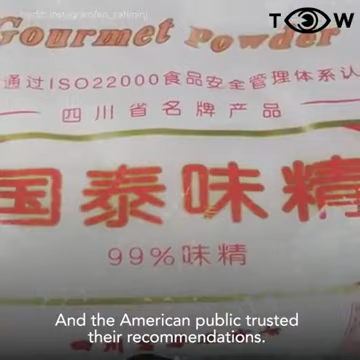 T W
Gourmet Powder
通过ISO22000食品安全管理体系认
四川省名牌产品
国泰味精
99%味精
And the American public trusted
their recommendations.